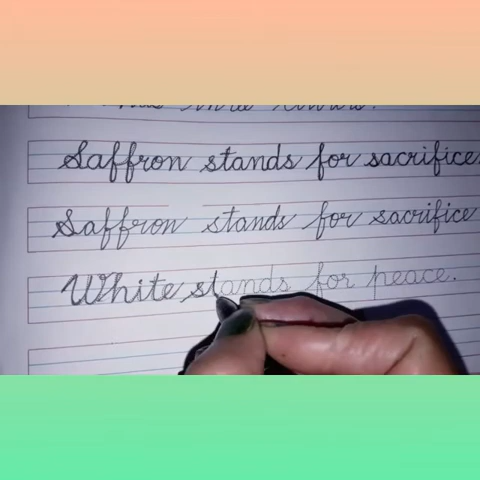 Saffron stands for sacrifice.
Saffron stands for sacrifice
White stands for peace.